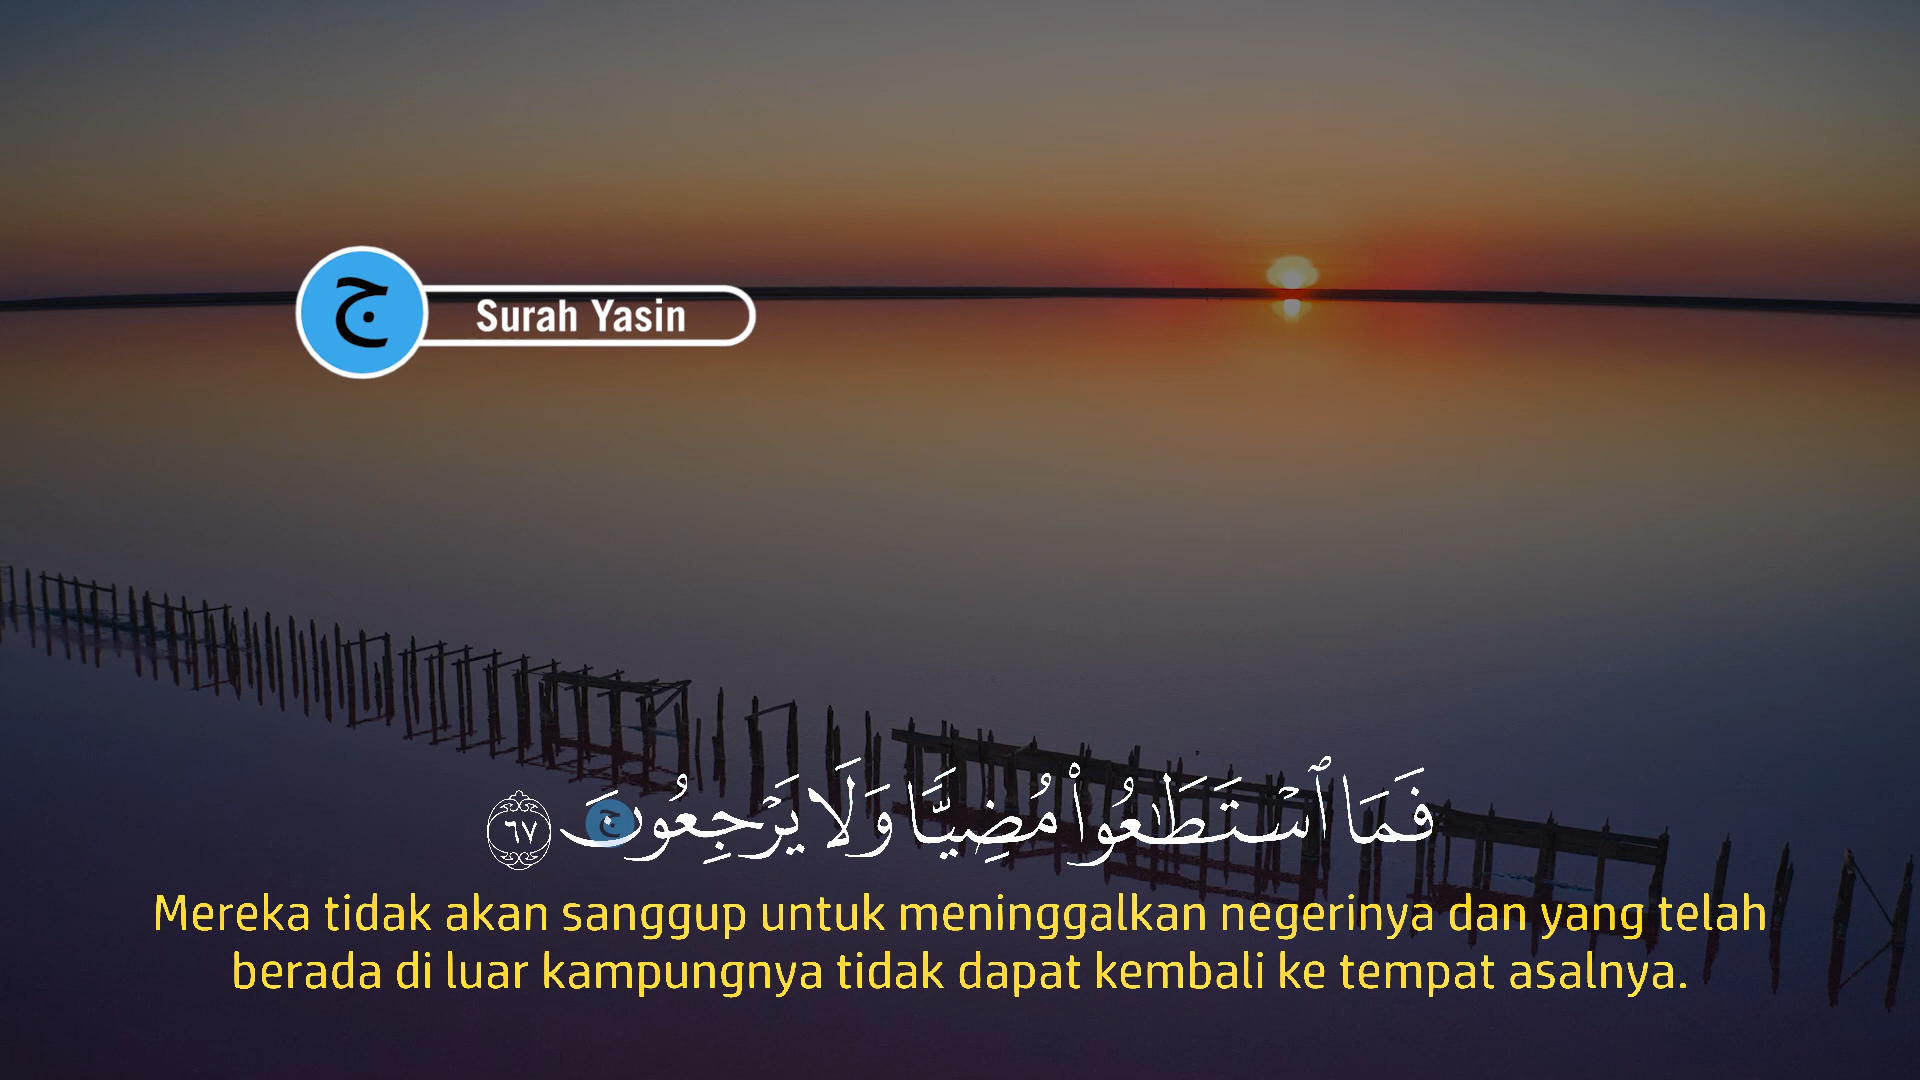 ج
Surah Yasin
فَمَا ٱسْتَطَٰعُوا۟ مُضِيًّا وَلَا يَرْجِعُونَ ٦٧
ج
Mereka tidak akan sanggup untuk meninggalkan negerinya dan yang telah
berada di luar kampungnya tidak dapat kembali ke tempat asalnya.